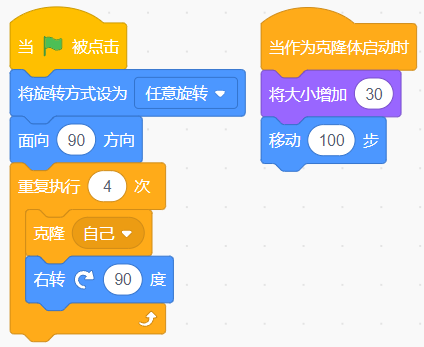 当 被点击
将旋转方式设为 任意旋转
面向 90 方向
重复执行 4 次
克隆 自己
右转 90 度
当作为克隆体启动时
将大小增加 30
移动 100 步